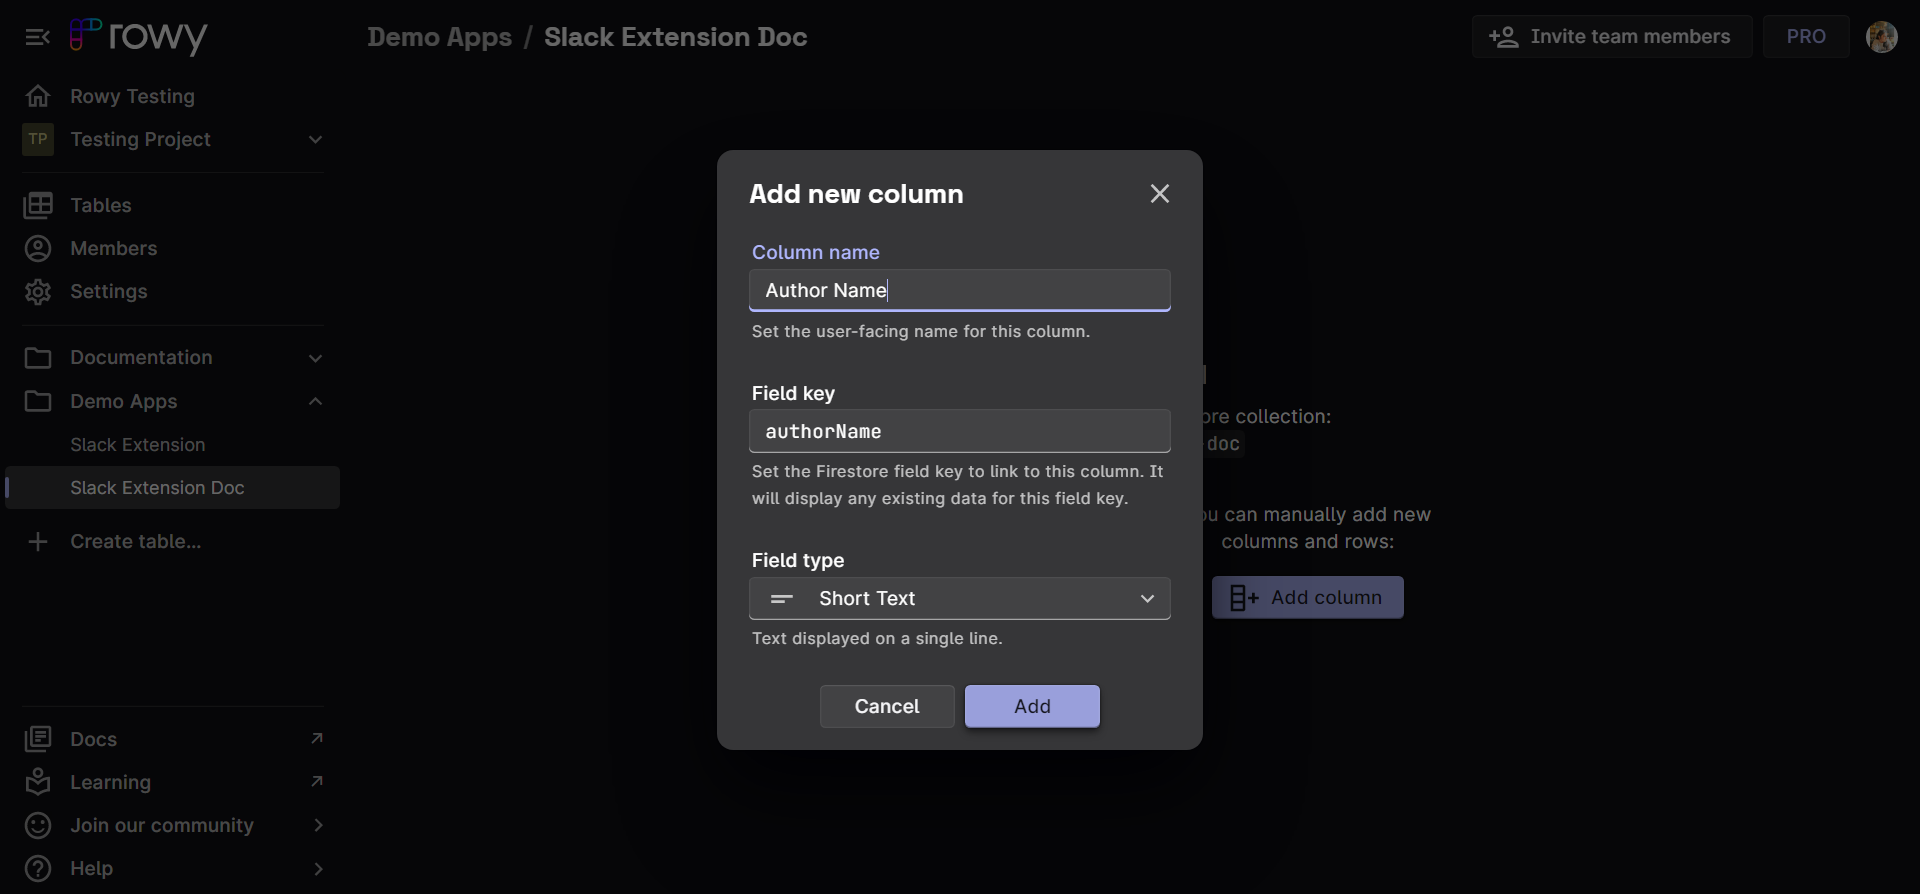 rowy
Demo Apps / Slack Extension Doc
Invite team members
PRO
Rowy Testing
TP Testing Project
Tables
Members
Settings
Documentation
Demo Apps
Slack Extension
Slack Extension Doc
Create table...
Docs
Learning
Join our community
Help
Add new column
Column name
Author Name
Set the user-facing name for this column.
Field key
authorName
Set the Firestore field key to link to this column. It
will display any existing data for this field key.
Field type
Short Text
Text displayed on a single line.
Cancel
Add
collection:
doc
can manually add new
columns and rows:
Add column